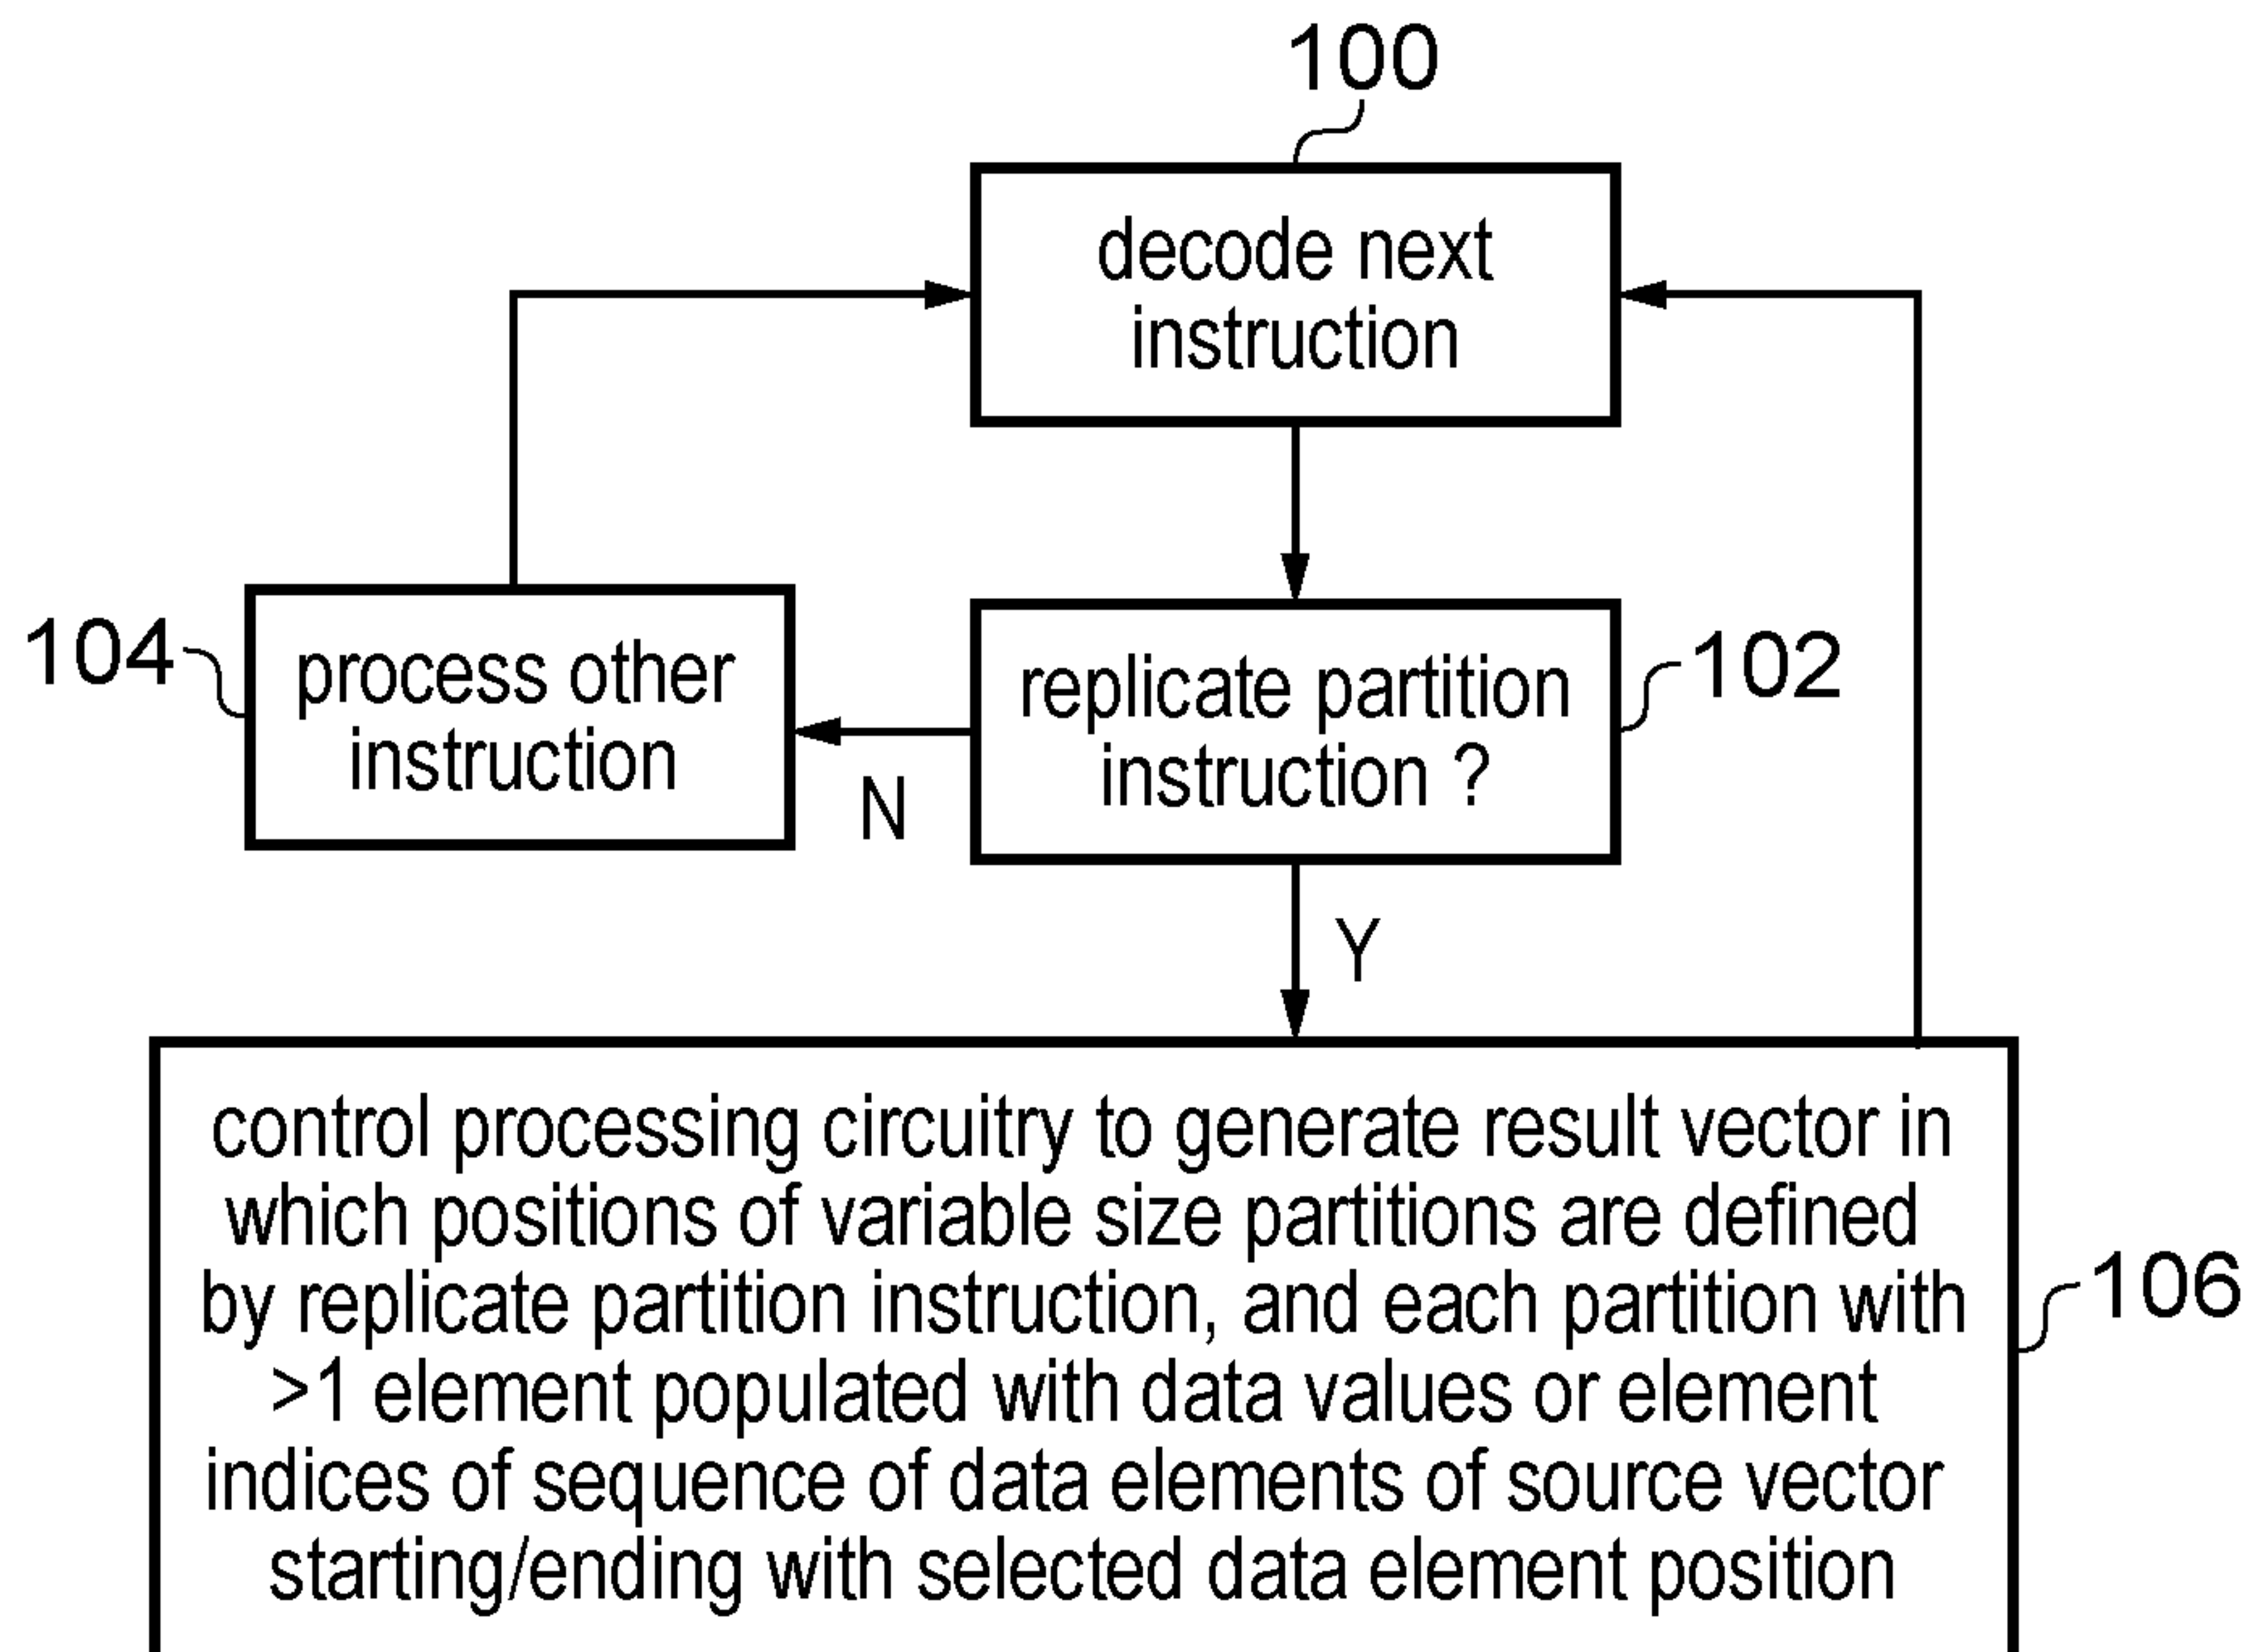 100
decode next
instruction
104
process other
instruction
replicate partition
instruction ?
102
N
Y
control processing circuitry to generate result vector in
which positions of variable size partitions are defined
by replicate partition instruction, and each partition with
>1 element populated with data values or element
indices of sequence of data elements of source vector
starting/ending with selected data element position
106